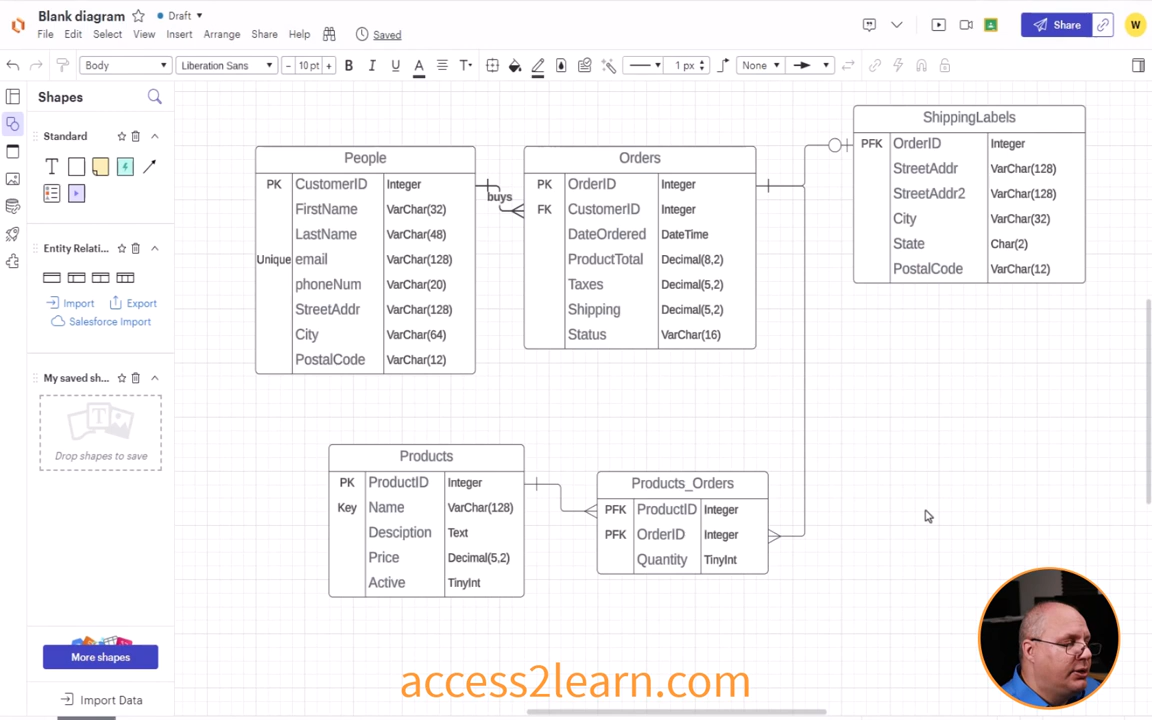 Blank diagram
Draft
File Edit Select View Insert Arrange Share Help Saved
Share
W
Body
Liberation Sans
− 10 pt +
B I U A T
1 px
None
Shapes
Standard
T
Entity Relati...
Import Export
Salesforce Import
My saved sh...
T
Drop shapes to save
More shapes
Import Data
People
PK CustomerID Integer
FirstName VarChar(32)
LastName VarChar(48)
Unique email VarChar(128)
phoneNum VarChar(20)
StreetAddr VarChar(128)
City VarChar(64)
PostalCode VarChar(12)
buys
Orders
PK OrderID Integer
FK CustomerID Integer
DateOrdered DateTime
ProductTotal Decimal(8,2)
Taxes Decimal(5,2)
Shipping Decimal(5,2)
Status VarChar(16)
ShippingLabels
PFK OrderID Integer
StreetAddr VarChar(128)
StreetAddr2 VarChar(128)
City VarChar(32)
State Char(2)
PostalCode VarChar(12)
Products
PK ProductID Integer
Key Name VarChar(128)
Desciption Text
Price Decimal(5,2)
Active TinyInt
Products_Orders
PFK ProductID Integer
PFK OrderID Integer
Quantity TinyInt
access2learn.com